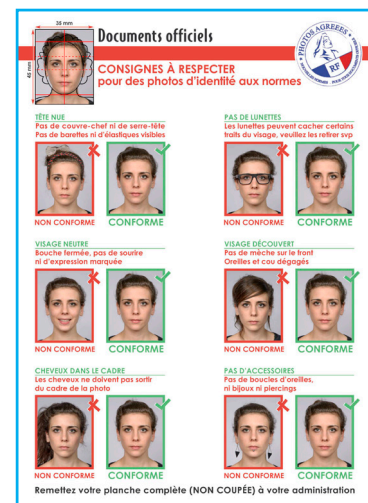 35 mm
45 mm
Documents officiels
PHOTOS AGRÉÉES
RF
CONSIGNES À RESPECTER
pour des photos d'identité aux normes
TÊTE NUE
Pas de couvre-chef ni de serre-tête
Pas de barettes ni d'élastiques visibles
NON CONFORME
CONFORME
PAS DE LUNETTES
Les lunettes peuvent cacher certains
traits du visage, veuillez les retirer svp
NON CONFORME
CONFORME
VISAGE NEUTRE
Bouche fermée, pas de sourire
ni d'expression marquée
NON CONFORME
CONFORME
VISAGE DÉCOUVERT
Pas de mèche sur le front
Oreilles et cou dégagés
NON CONFORME
CONFORME
CHEVEUX DANS LE CADRE
Les cheveux ne doivent pas sortir
du cadre de la photo
NON CONFORME
CONFORME
PAS D'ACCESSOIRES
Pas de boucles d'oreilles,
ni bijoux ni piercings
NON CONFORME
CONFORME
Remettez votre planche complète (NON COUPÉE) à votre administration